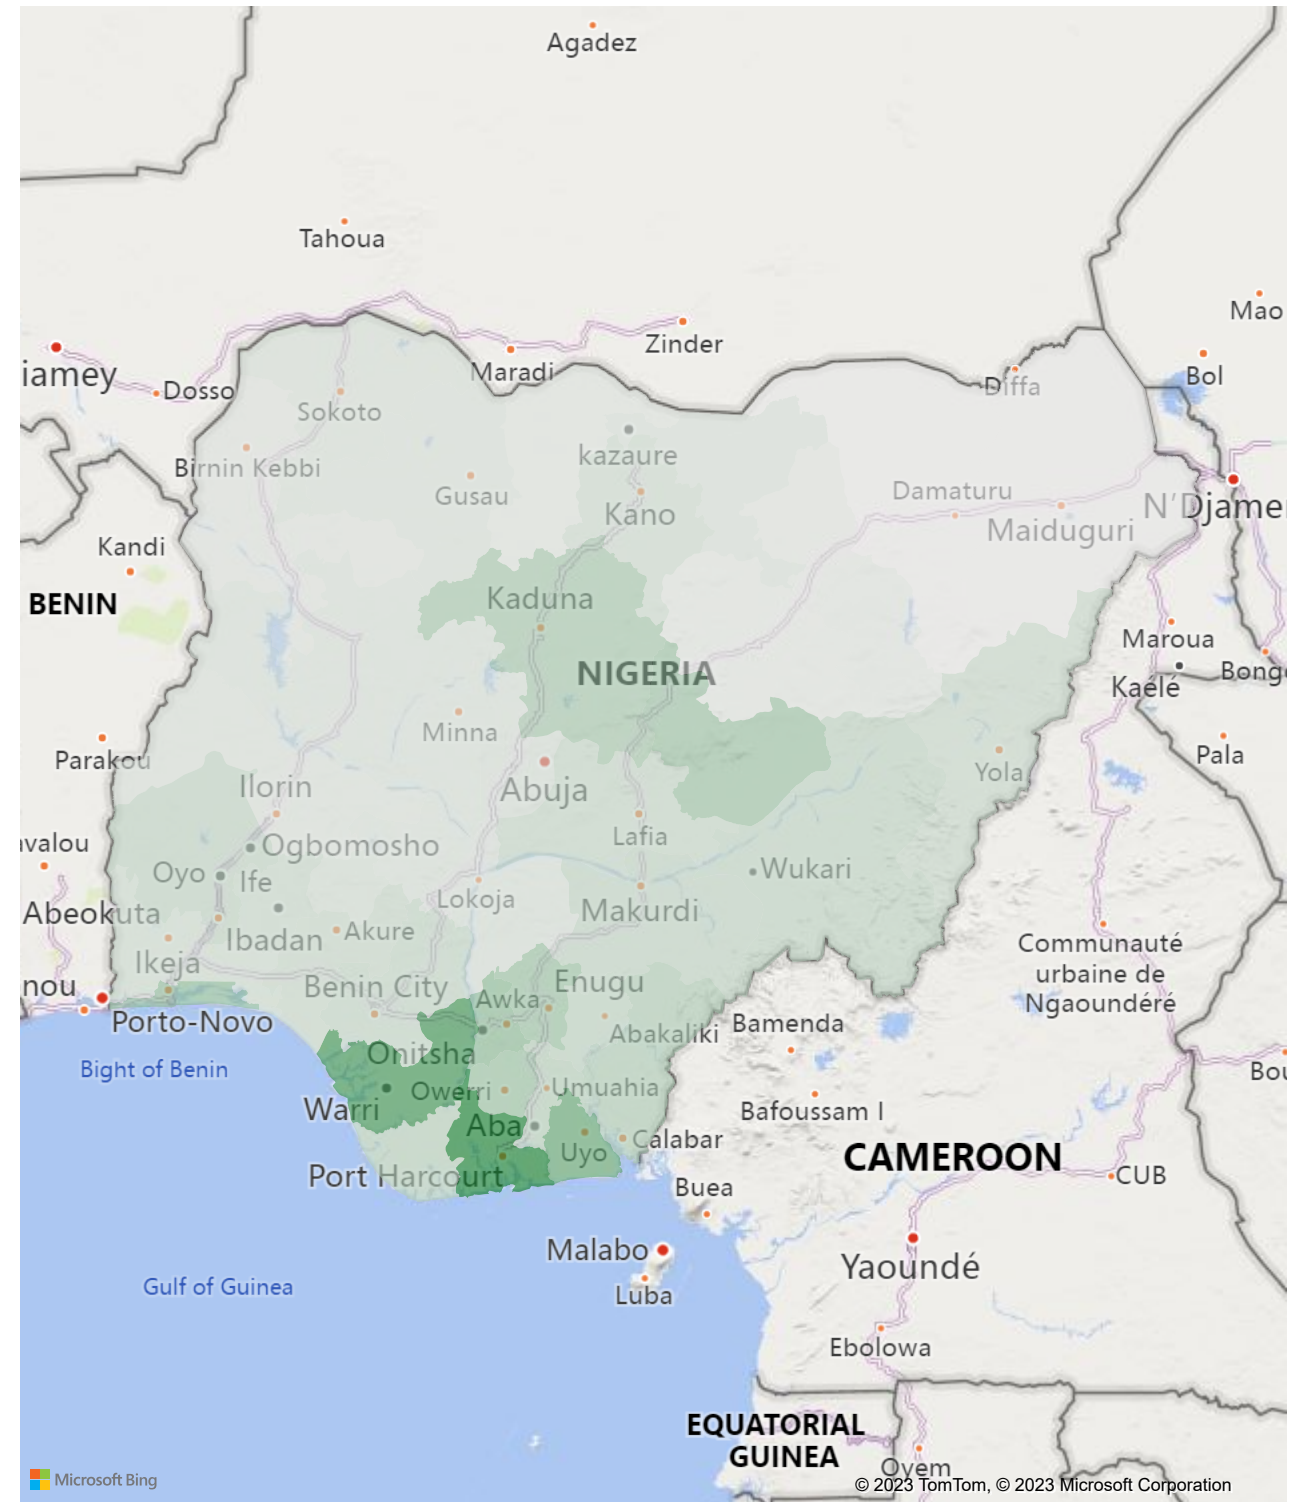 Agadez
Tahoua
Mao
Zinder
iamey
Maradi
Bol
Diffa
Dosso
Sokoto
Birnin Kebbi
kazaure
Gusau
Damaturu
N'Djame
Kano
Maiduguri
Kandi
BENIN
Kaduna
Maroua
NIGERIA
Bong
Kaelé
Minna
Parakou
Pala
Yola
Ilorin
Abuja
Lafia
avalou
Ogbomosho
Oyo
Ife
Wukari
Lokoja
Abeokuta
Makurdi
Akure
Ibadan
Communauté
urbaine de
Ngaoundéré
Ikeja
nou
Benin City
Enugu
Awka
Porto-Novo
Bamenda
Abakaliki
Onitsha
Bight of Benin
Bou
Owerri
Umuahia
Warri
Bafoussam I
Aba
Calabar
Uyo
CAMEROON
Port Harcourt
CUB
Buea
Malabo
Yaoundé
Gulf of Guinea
Luba
Ebolowa
EQUATORIAL
GUINEA
Oyem
Microsoft Bing
© 2023 TomTom, © 2023 Microsoft Corporation